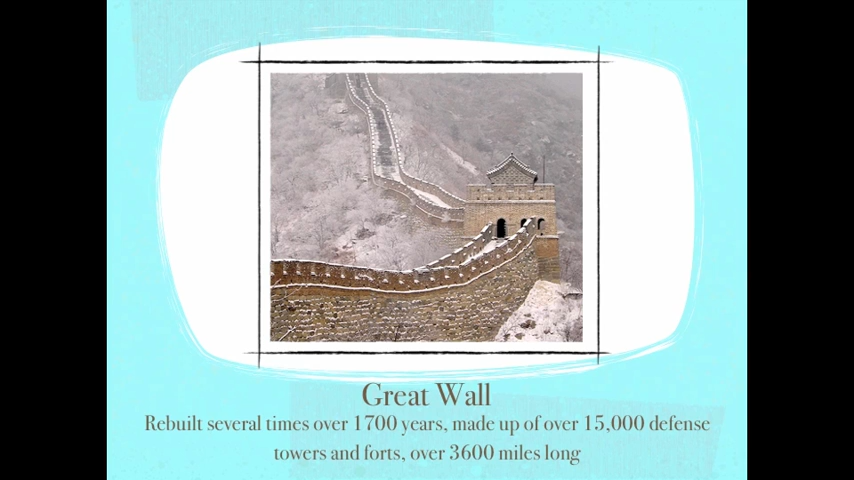 Great Wall
Rebuilt several times over 1700 years, made up of over 15,000 defense
towers and forts, over 3600 miles long